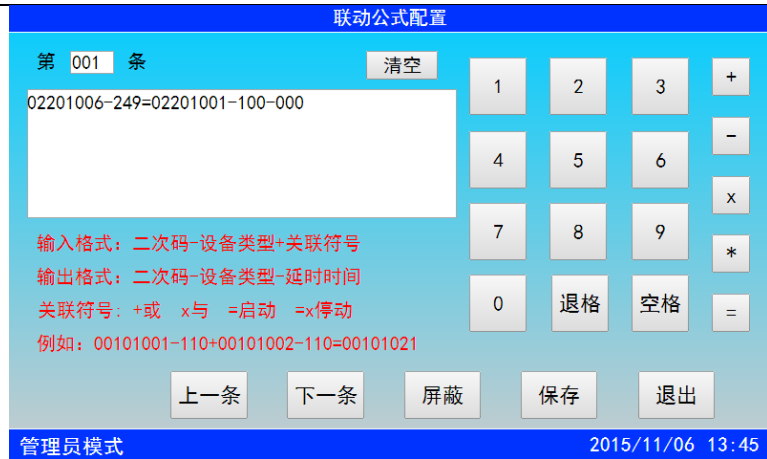 联动公式配置
第 001 条 清空
02201006-249=02201001-100-000
1 2 3 +
4 5 6 -
7 8 9 x
0 退格 空格 *
=
输入格式：二次码-设备类型+关联符号
输出格式：二次码-设备类型-延时时间
关联符号：+或 x与 =启动 =x停动
例如：00101001-110+00101002-110=00101021
上一条 下一条 屏蔽 保存 退出
管理员模式 2015/11/06 13:45